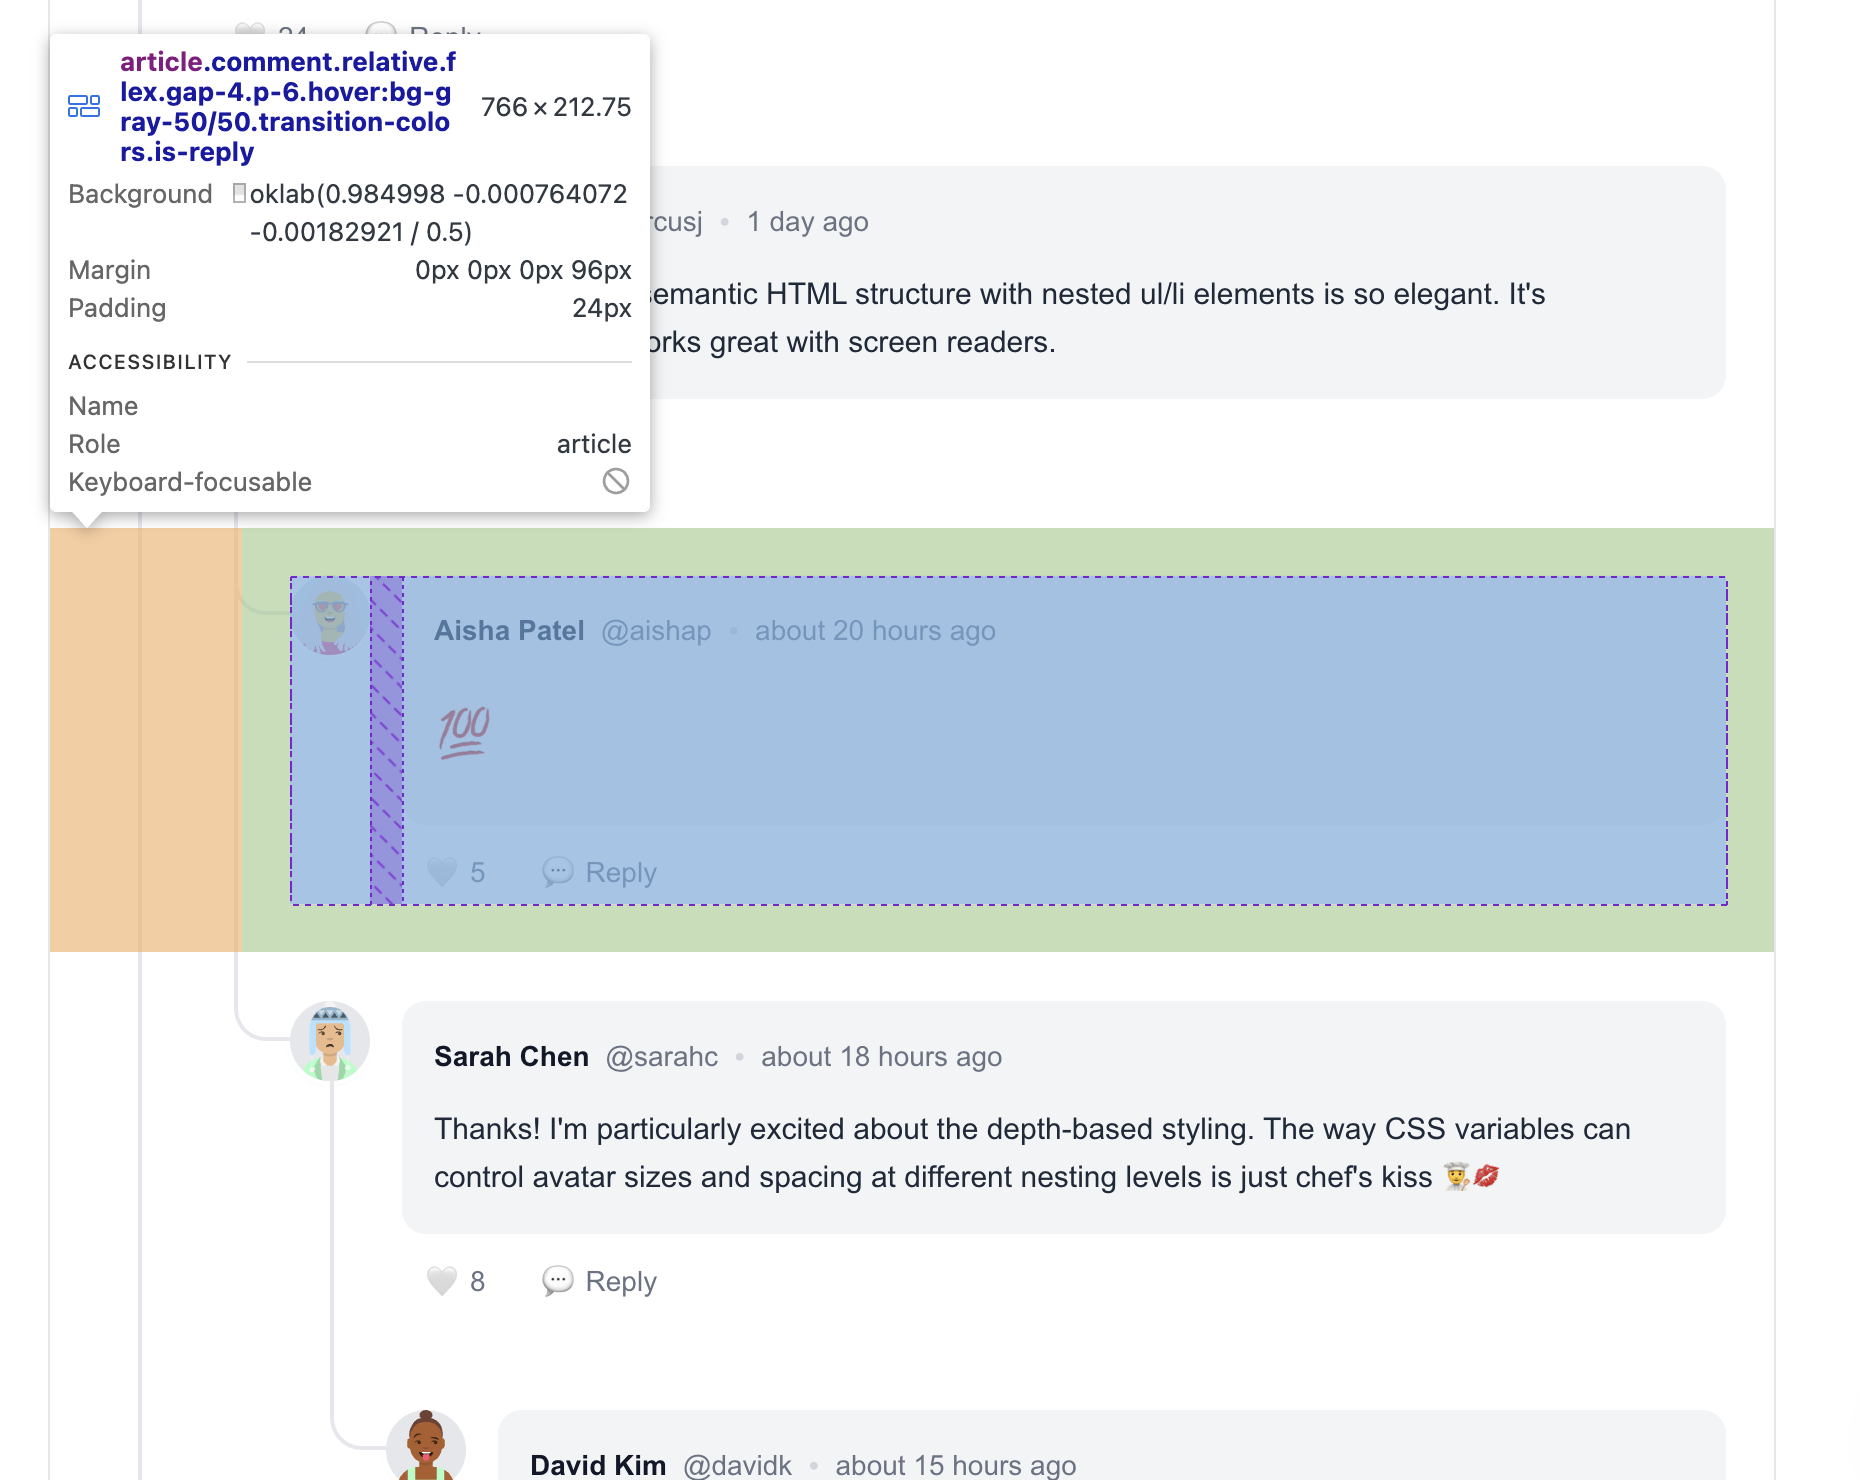 24 Reply
article.comment.relative.f
lex.gap-4.p-6.hover:bg-g
ray-50/50.transition-colo
rs.is-reply
766 × 212.75
Background oklab(0.984998 -0.000764072
-0.00182921 / 0.5)
Margin 0px 0px 0px 96px
Padding 24px
ACCESSIBILITY
Name
Role article
Keyboard-focusable
rcusj • 1 day ago
semantic HTML structure with nested ul/li elements is so elegant. It's
orks great with screen readers.
Aisha Patel @aishap • about 20 hours ago
💯
5 Reply
Sarah Chen @sarahc • about 18 hours ago
Thanks! I'm particularly excited about the depth-based styling. The way CSS variables can
control avatar sizes and spacing at different nesting levels is just chef's kiss 👨‍🍳💋
8 Reply
David Kim @davidk • about 15 hours ago